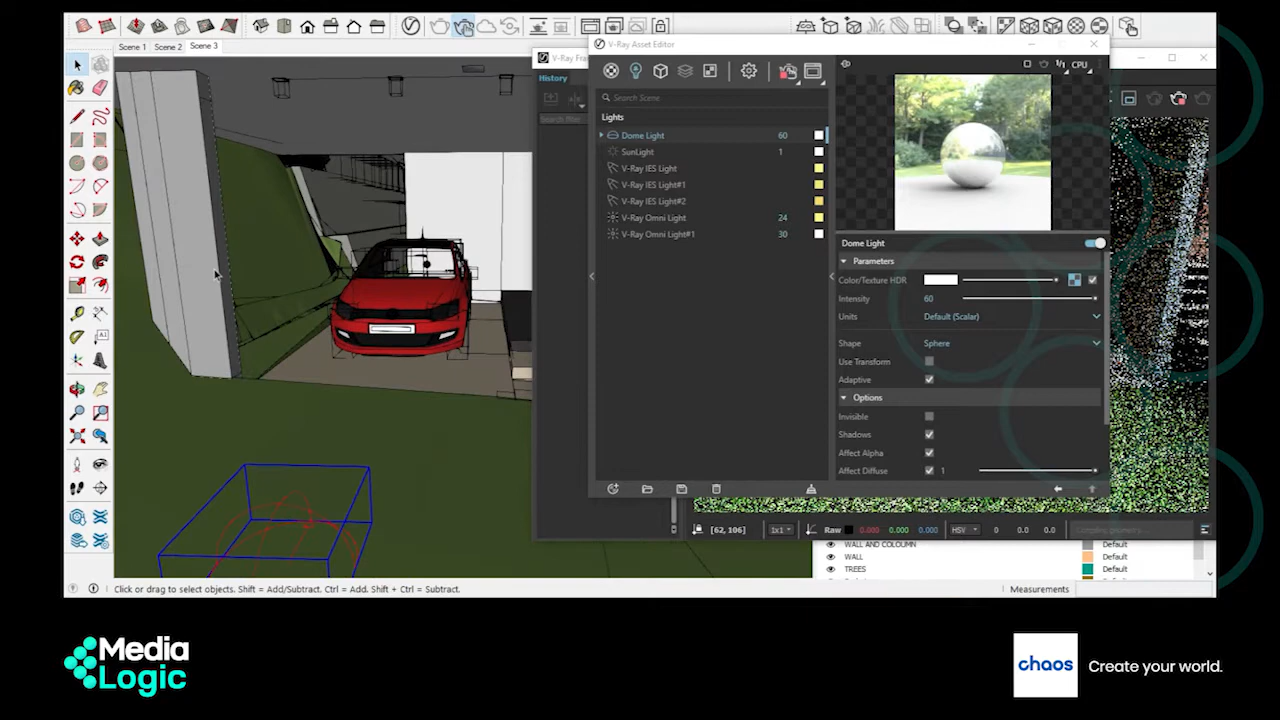 Scene 1 Scene 2 Scene 3
V-Ray Fra
V-Ray Asset Editor
History
CPU
Search Scene
Search filter
Lights
Dome Light 60
SunLight 1
V-Ray IES Light
V-Ray IES Light#1
V-Ray IES Light#2
V-Ray Omni Light 24
V-Ray Omni Light#1 30
Dome Light
Parameters
Color/Texture HDR
Intensity 60
Units Default (Scalar)
Shape Sphere
Use Transform
Adaptive
Options
Invisible
Shadows
Affect Alpha
Affect Diffuse 1
[62, 106] 1x1 Raw 0.000 0.000 0.000 HSV 0 0.0 0.0
WALL AND COLOUMN Default
WALL Default
TREES Default
Click or drag to select objects. Shift = Add/Subtract. Ctrl = Add. Shift + Ctrl = Subtract.
Measurements
Media
Logic
chaos
Create your world.